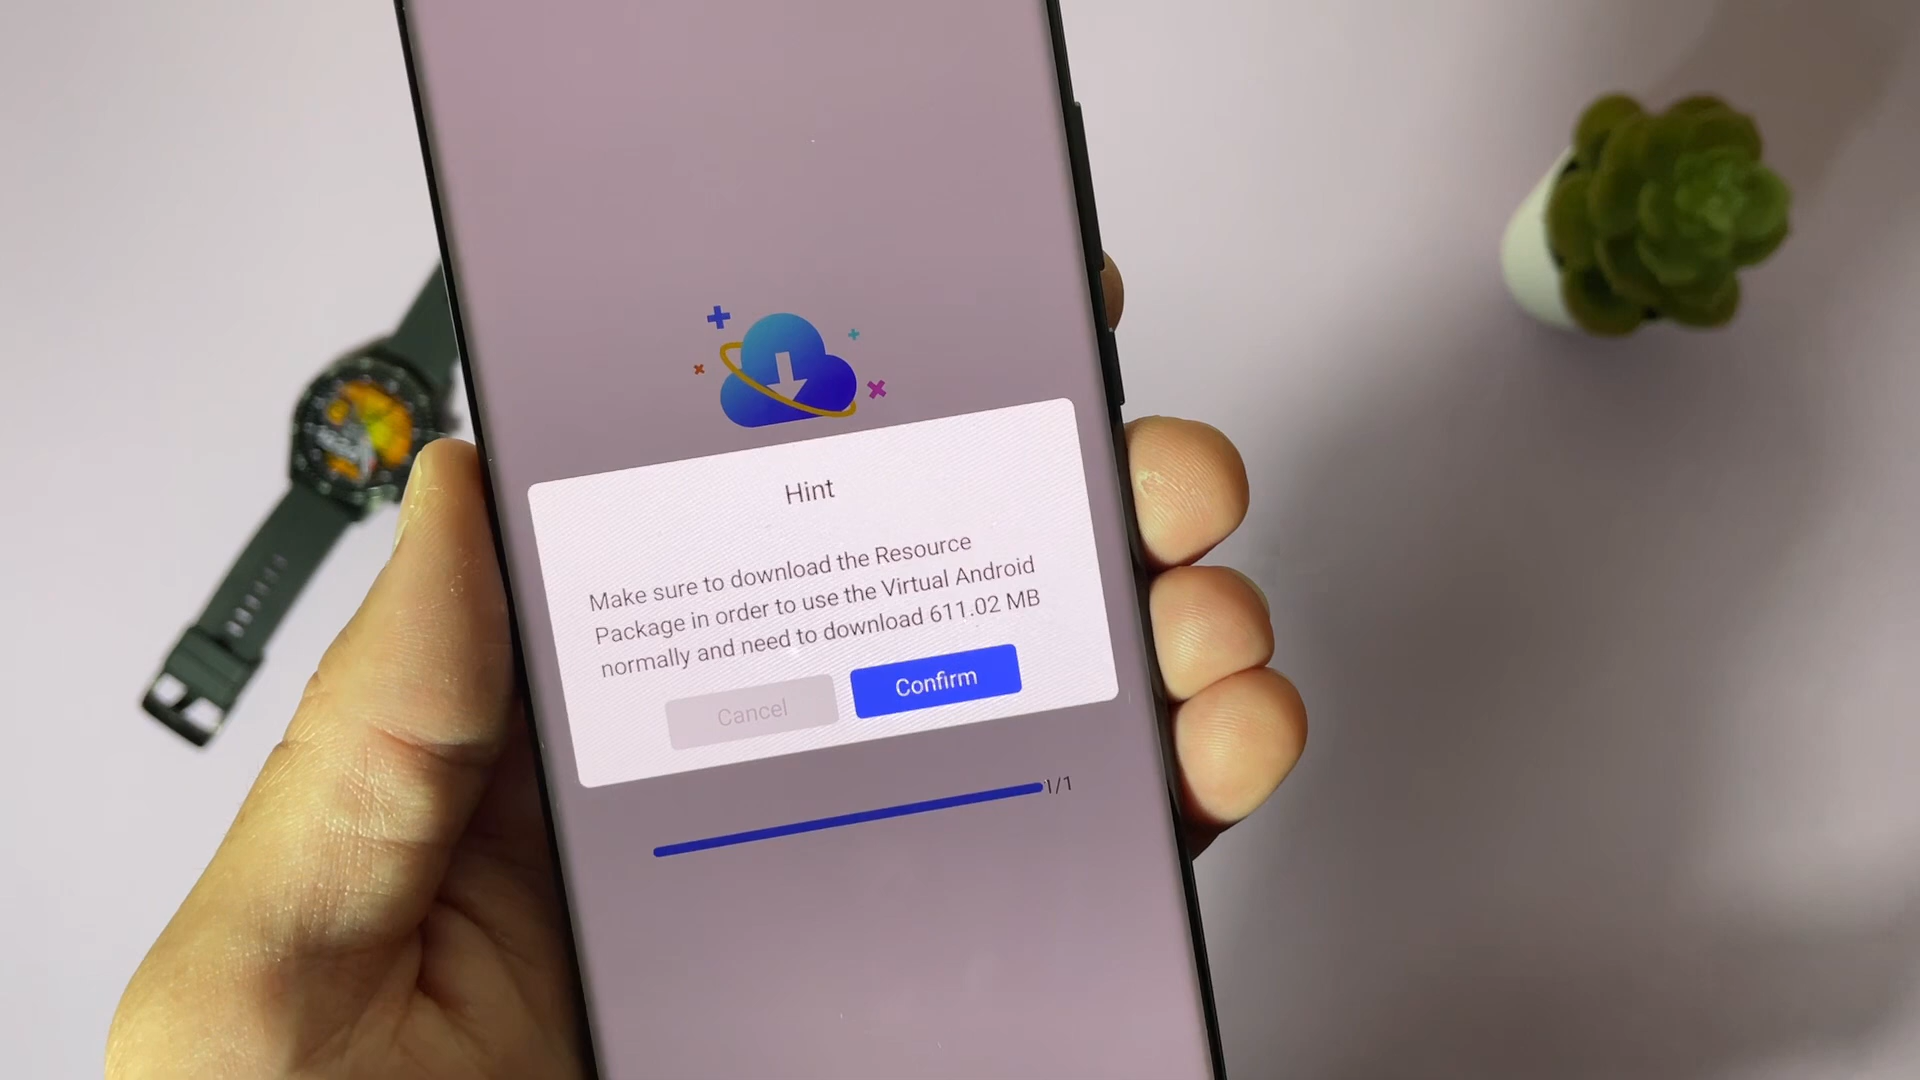 Hint
Make sure to download the Resource
Package in order to use the Virtual Android
normally and need to download 611.02 MB
Cancel
Confirm
1/1